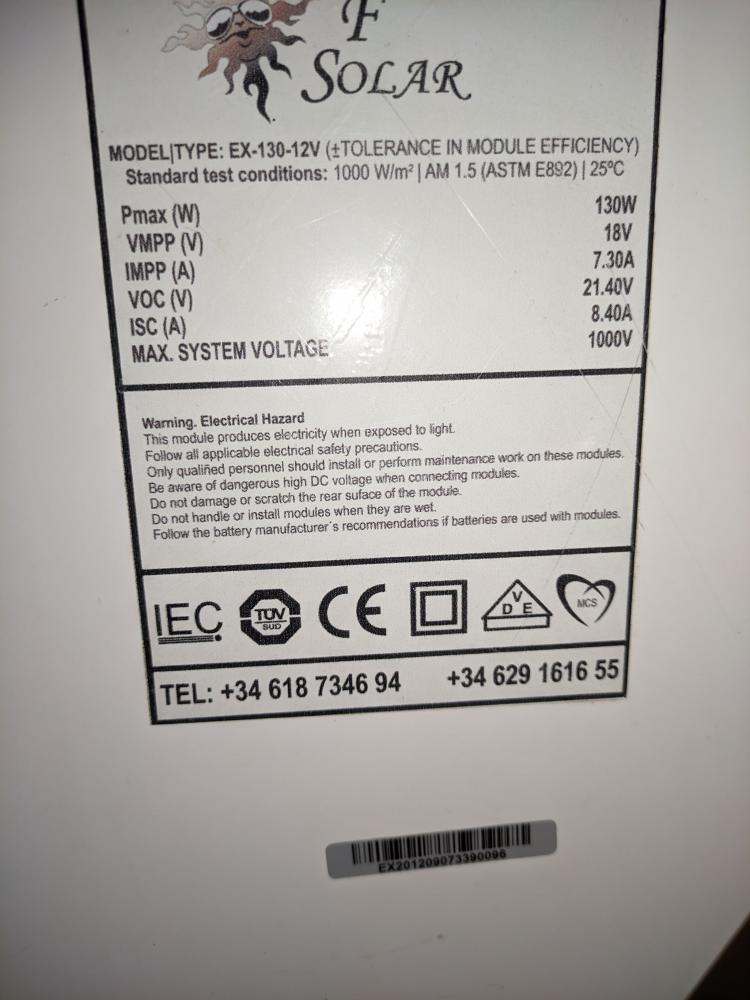 F
SOLAR
MODEL|TYPE: EX-130-12V (±TOLERANCE IN MODULE EFFICIENCY)
Standard test conditions: 1000 W/m² | AM 1.5 (ASTM E892) | 25ºC
Pmax (W) 130W
VMPP (V) 18V
IMPP (A) 7.30A
VOC (V) 21.40V
ISC (A) 8.40A
MAX. SYSTEM VOLTAGE 1000V
Warning. Electrical Hazard
This module produces electricity when exposed to light.
Follow all applicable electrical safety precautions.
Only qualified personnel should install or perform maintenance work on these modules.
Be aware of dangerous high DC voltage when connecting modules.
Do not damage or scratch the rear suface of the module.
Do not handle or install modules when they are wet.
Follow the battery manufacturer´s recommendations if batteries are used with modules.
IEC TÜV SUD CE DVE MCS
TEL: +34 618 7346 94 +34 629 1616 55
EX201209073390096